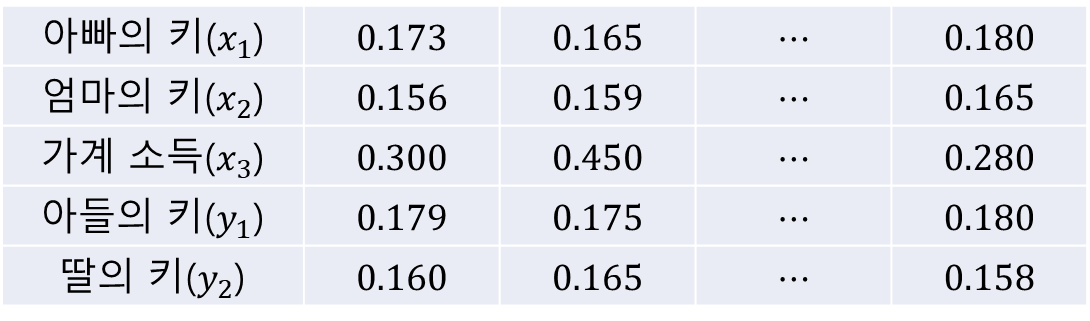 아빠의 키(x₁) 0.173 0.165 ⋯ 0.180
엄마의 키(x₂) 0.156 0.159 ⋯ 0.165
가계 소득(x₃) 0.300 0.450 ⋯ 0.280
아들의 키(y₁) 0.179 0.175 ⋯ 0.180
딸의 키(y₂) 0.160 0.165 ⋯ 0.158